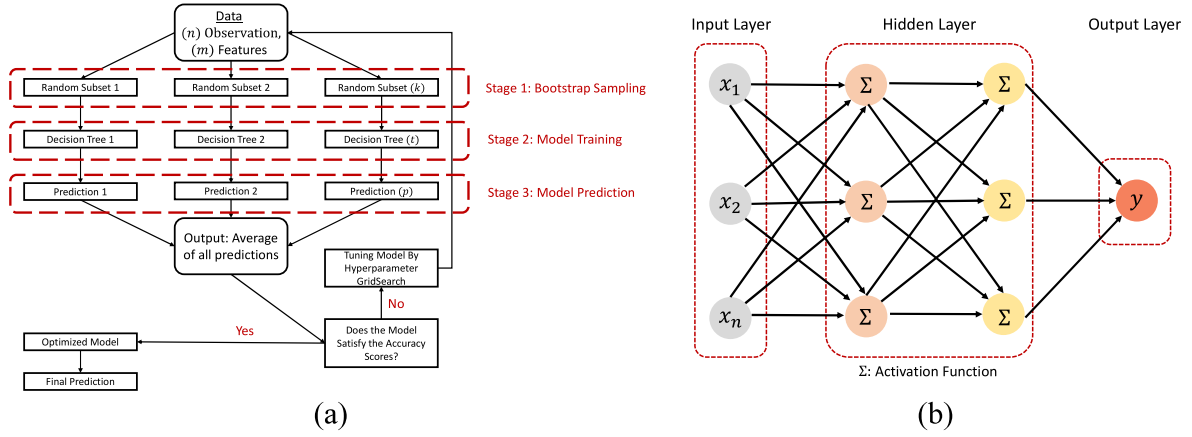 Data
(n) Observation,
(m) Features
Random Subset 1
Random Subset 2
Random Subset (k)
Stage 1: Bootstrap Sampling
Decision Tree 1
Decision Tree 2
Decision Tree (t)
Stage 2: Model Training
Prediction 1
Prediction 2
Prediction (p)
Stage 3: Model Prediction
Output: Average
of all predictions
Tuning Model By
Hyperparameter
GridSearch
No
Yes
Does the Model
Satisfy the Accuracy
Scores?
Optimized Model
Final Prediction
(a)
Input Layer
Hidden Layer
Output Layer
x₁
Σ
Σ
x₂
Σ
Σ
y
xₙ
Σ
Σ
Σ: Activation Function
(b)